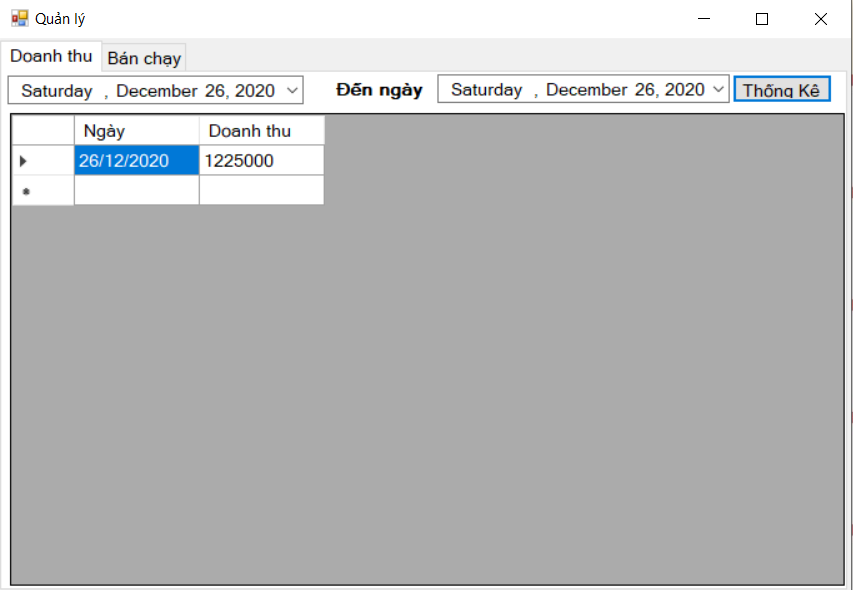 Quản lý
Doanh thu Bán chạy
Saturday , December 26, 2020 Đến ngày Saturday , December 26, 2020 Thống Kê
Ngày Doanh thu
26/12/2020 1225000